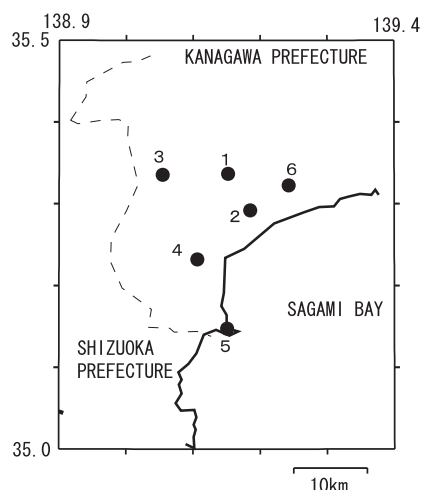 138.9
139.4
35.5
KANAGAWA PREFECTURE
3
1
6
2
4
SAGAMI BAY
5
SHIZUOKA
PREFECTURE
35.0
10km